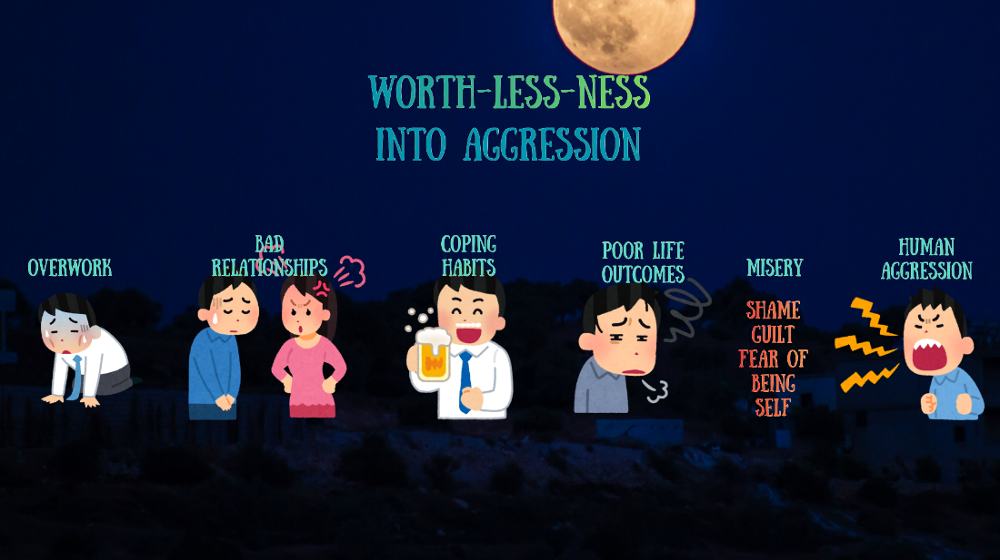 WORTH-LESS-NESS
INTO AGGRESSION
OVERWORK
BAD
RELATIONSHIPS
COPING
HABITS
POOR LIFE
OUTCOMES
MISERY
SHAME
GUILT
FEAR OF
BEING
SELF
HUMAN
AGGRESSION